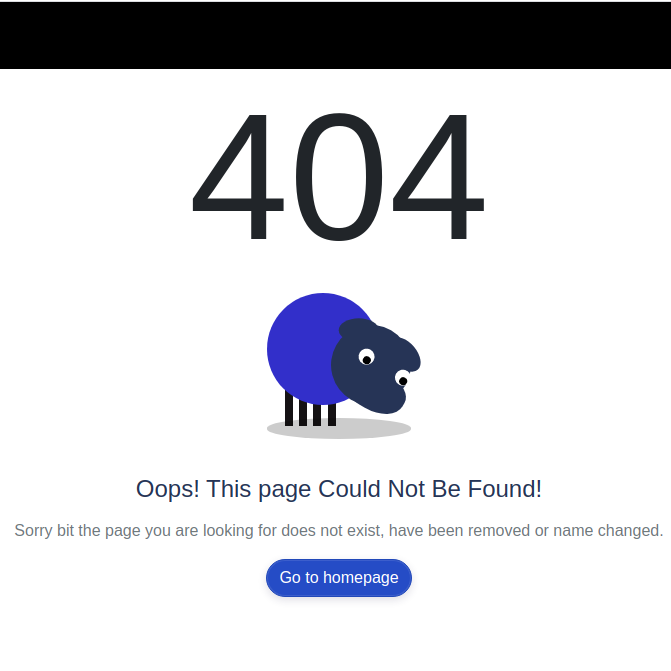 404
Oops! This page Could Not Be Found!
Sorry bit the page you are looking for does not exist, have been removed or name changed.
Go to homepage